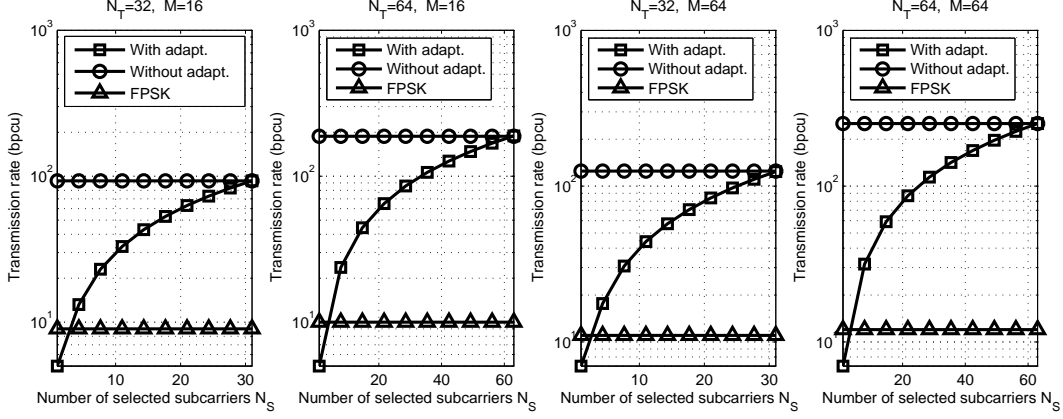 N_T=32, M=16
10^3
10^2
10^1
With adapt.
Without adapt.
FPSK
10 20 30
Transmission rate (bpcu)
Number of selected subcarriers N_S
N_T=64, M=16
10^3
10^2
10^1
With adapt.
Without adapt.
FPSK
20 40 60
Transmission rate (bpcu)
Number of selected subcarriers N_S
N_T=32, M=64
10^3
10^2
10^1
With adapt.
Without adapt.
FPSK
10 20 30
Transmission rate (bpcu)
Number of selected subcarriers N_S
N_T=64, M=64
10^3
10^2
10^1
With adapt.
Without adapt.
FPSK
20 40 60
Transmission rate (bpcu)
Number of selected subcarriers N_S